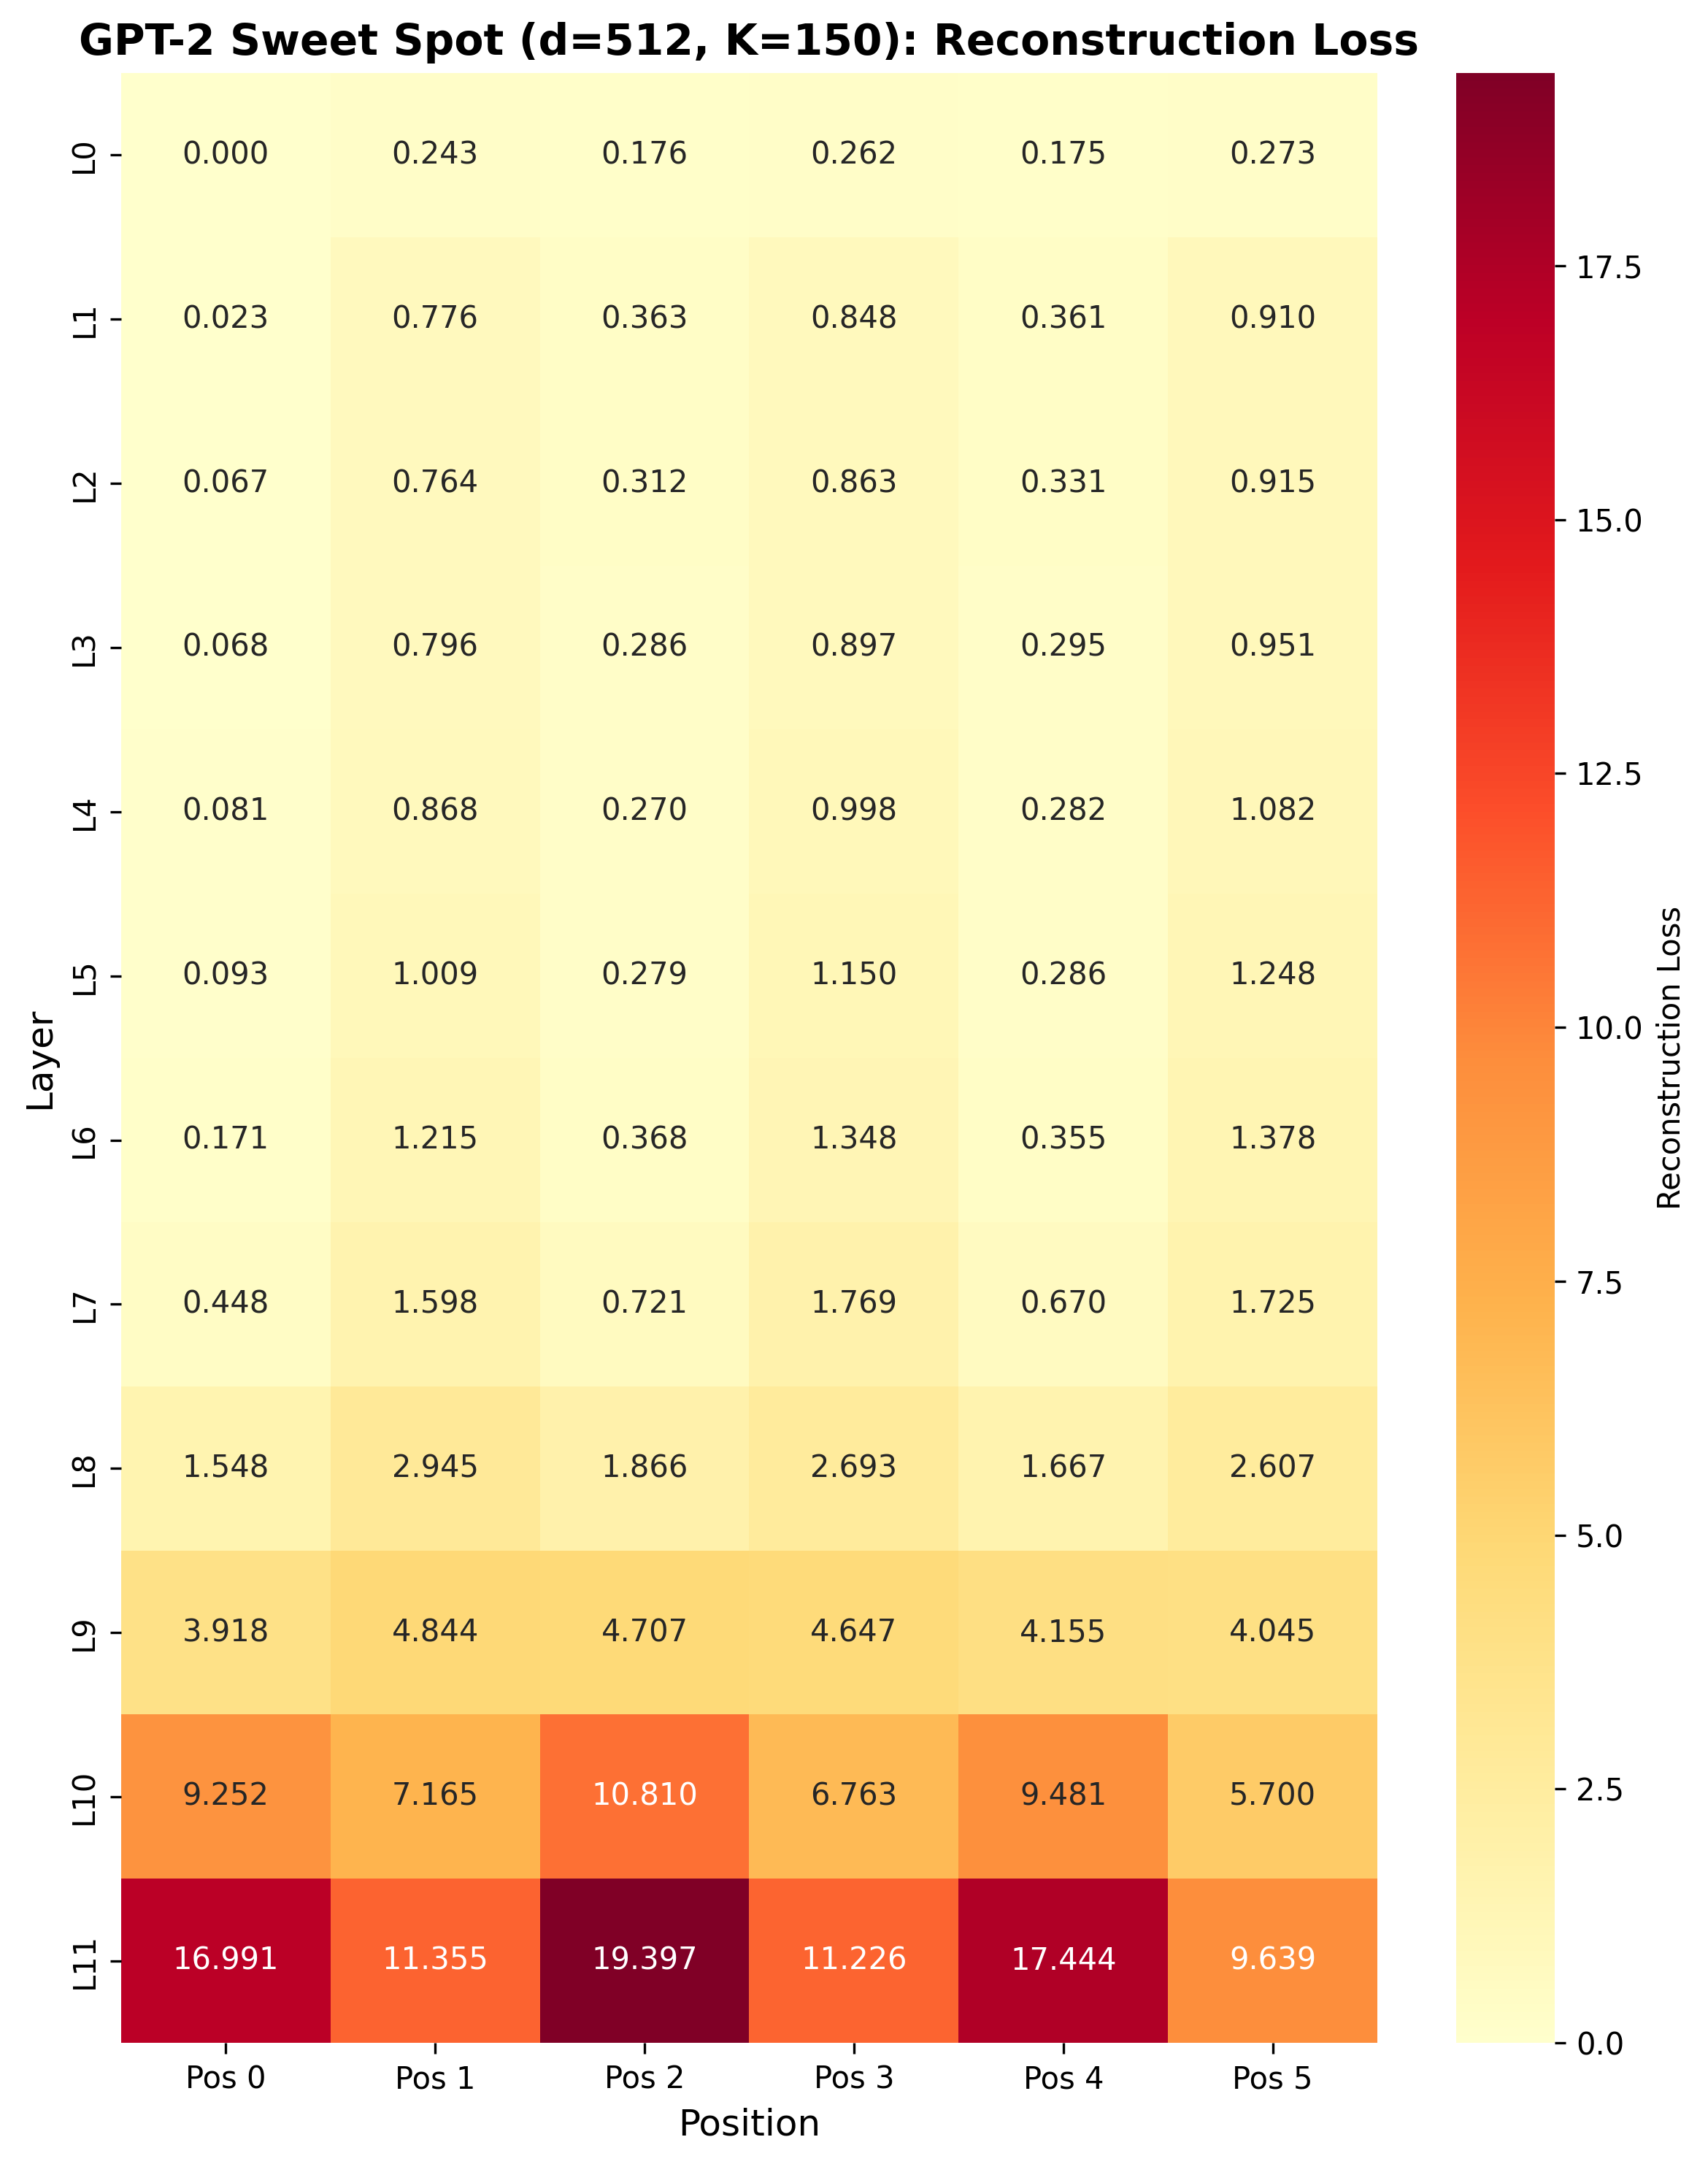 GPT-2 Sweet Spot (d=512, K=150): Reconstruction Loss
L0 0.000 0.243 0.176 0.262 0.175 0.273
L1 0.023 0.776 0.363 0.848 0.361 0.910
L2 0.067 0.764 0.312 0.863 0.331 0.915
L3 0.068 0.796 0.286 0.897 0.295 0.951
L4 0.081 0.868 0.270 0.998 0.282 1.082
L5 0.093 1.009 0.279 1.150 0.286 1.248
L6 0.171 1.215 0.368 1.348 0.355 1.378
L7 0.448 1.598 0.721 1.769 0.670 1.725
L8 1.548 2.945 1.866 2.693 1.667 2.607
L9 3.918 4.844 4.707 4.647 4.155 4.045
L10 9.252 7.165 10.810 6.763 9.481 5.700
L11 16.991 11.355 19.397 11.226 17.444 9.639
Pos 0 Pos 1 Pos 2 Pos 3 Pos 4 Pos 5
Position
Layer
17.5
15.0
12.5
10.0
7.5
5.0
2.5
0.0
Reconstruction Loss